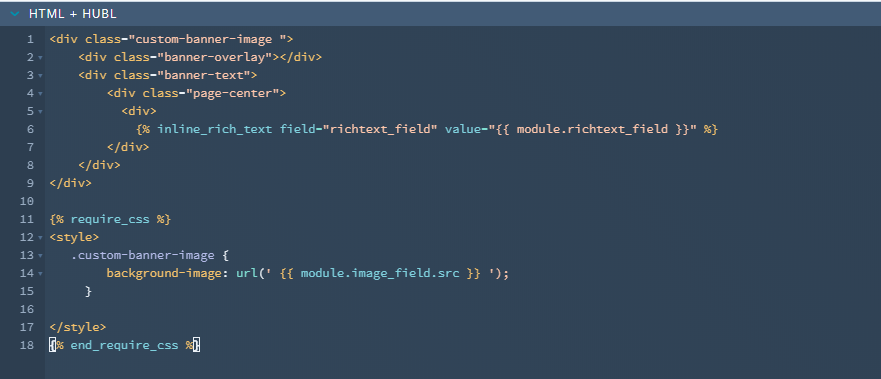 HTML + HUBL
1 <div class="custom-banner-image ">
2     <div class="banner-overlay"></div>
3     <div class="banner-text">
4         <div class="page-center">
5           <div>
6             {% inline_rich_text field="richtext_field" value="{{ module.richtext_field }}" %}
7         </div>
8     </div>
9 </div>
10
11 {% require_css %}
12 <style>
13    .custom-banner-image {
14         background-image: url(' {{ module.image_field.src }} ');
15      }
16
17 </style>
18 {% end_require_css %}